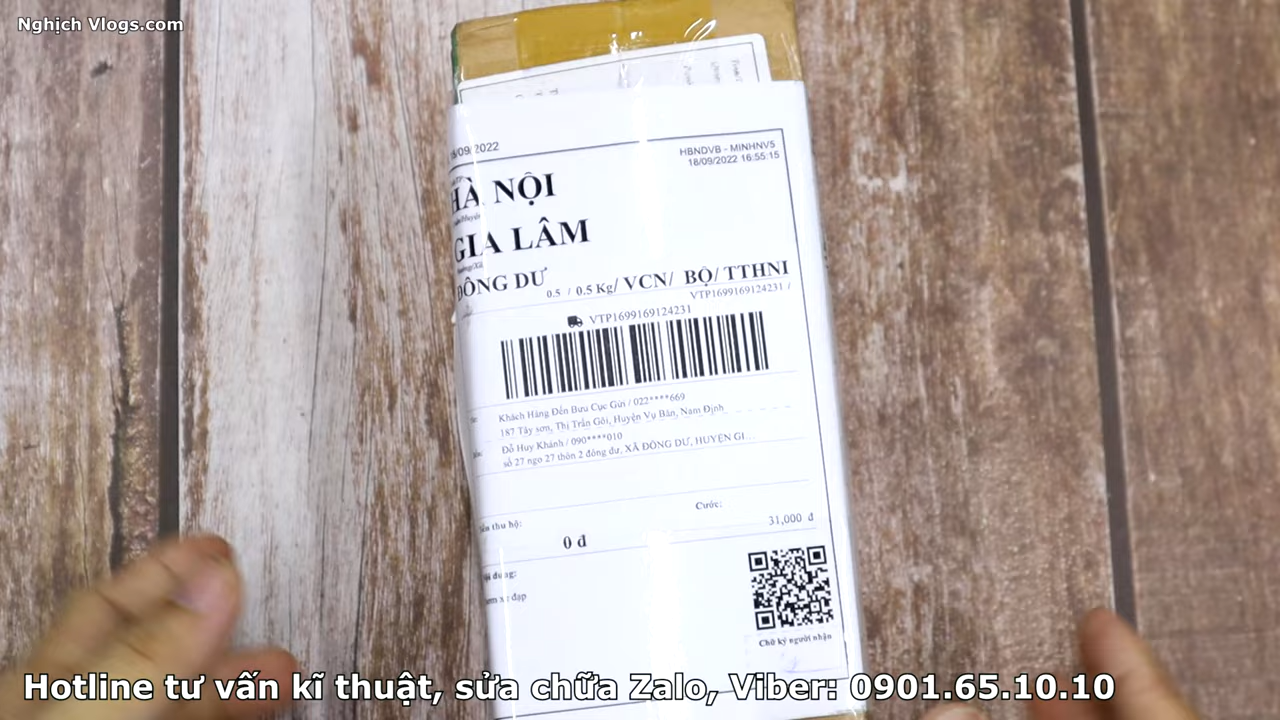 Nghịch Vlogs.com
/09/2022
HBNDVB - MINHNV5
18/09/2022 16:55:15
HÀ NỘI
GIA LÂM
ĐÔNG DƯ
0.5 / 0.5 Kg/ VCN/ BỘ/ TTHNI
VTP1699169124231 /
VTP1699169124231
Khách Hàng Đến Bưu Cục Gửi / 022****669
187 Tây sơn, Thị Trấn Gôi, Huyện Vụ Bản, Nam Định
Đỗ Huy Khánh / 090****010
số 27 ngo 27 thôn 2 đông dư, XÃ ĐÔNG DƯ, HUYỆN GI...
thu hộ:
Cước:
0 đ
31,000 đ
dung:
đạp
Chữ ký người nhận
Hotline tư vấn kĩ thuật, sửa chữa Zalo, Viber: 0901.65.10.10